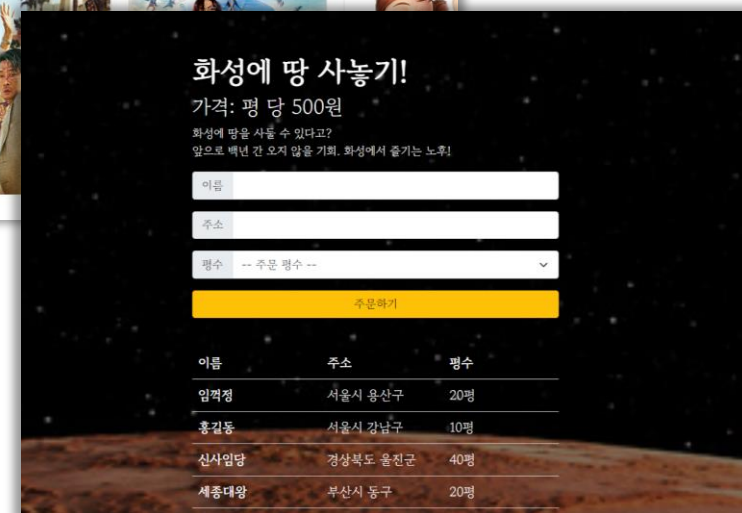 화성에 땅 사놓기!
가격: 평 당 500원
화성에 땅을 사둘 수 있다고?
앞으로 백년 간 오지 않을 기회. 화성에서 즐기는 노후!
이름
주소
평수 -- 주문 평수 --
주문하기
이름 주소 평수
임꺽정 서울시 용산구 20평
홍길동 서울시 강남구 10평
신사임당 경상북도 울진군 40평
세종대왕 부산시 동구 20평